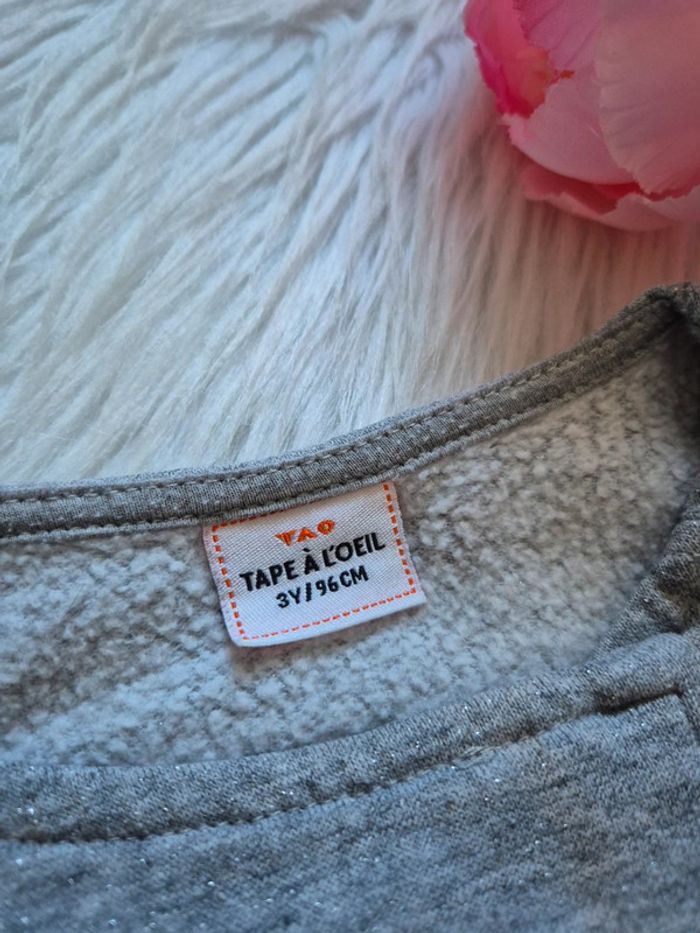 TAO
TAPE À L'OEIL
3Y/96CM